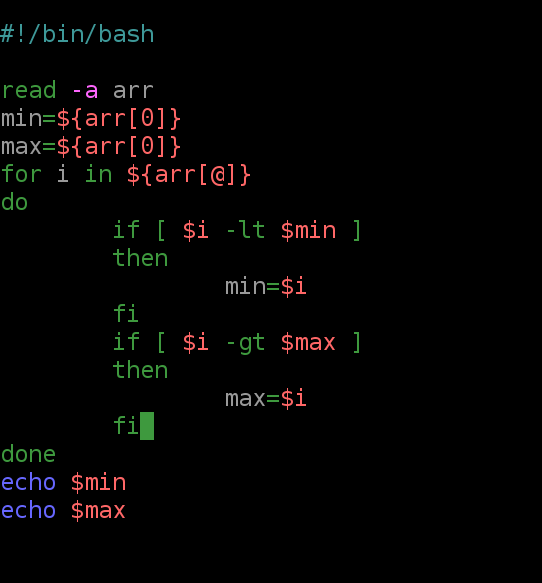 #!/bin/bash

read -a arr
min=${arr[0]}
max=${arr[0]}
for i in ${arr[@]}
do
        if [ $i -lt $min ]
        then
                min=$i
        fi
        if [ $i -gt $max ]
        then
                max=$i
        fi
done
echo $min
echo $max